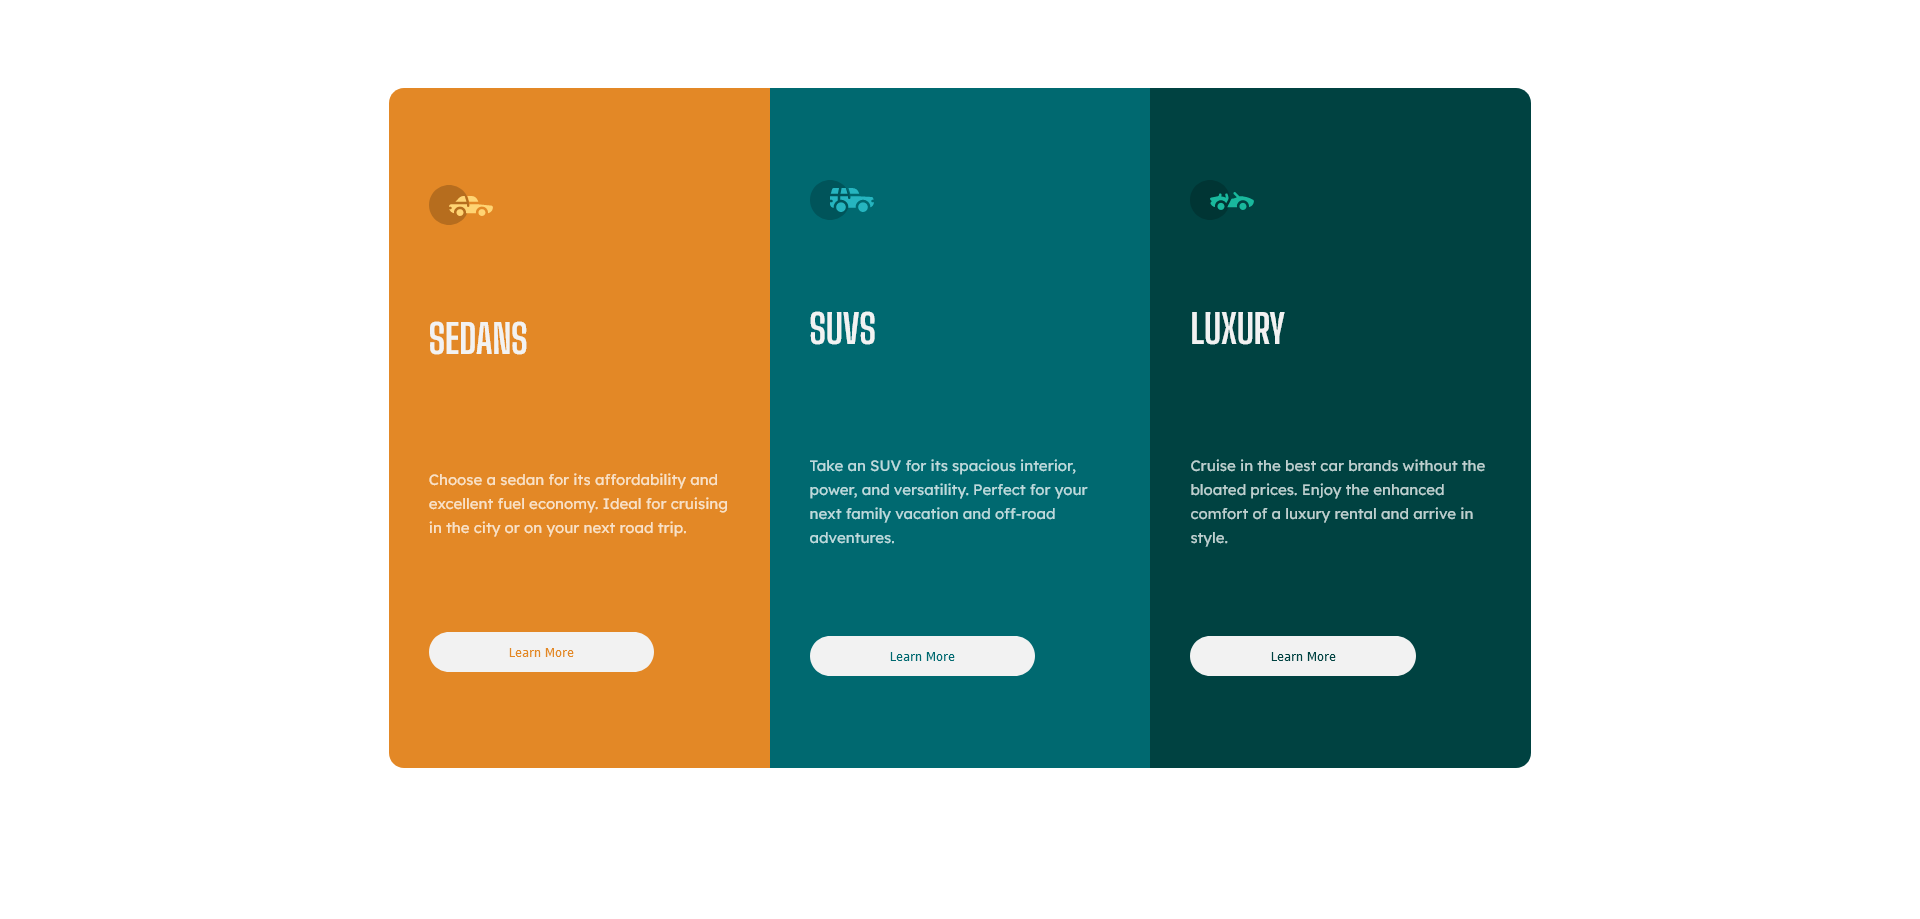 SEDANS
Choose a sedan for its affordability and
excellent fuel economy. Ideal for cruising
in the city or on your next road trip.
Learn More
SUVS
Take an SUV for its spacious interior,
power, and versatility. Perfect for your
next family vacation and off-road
adventures.
Learn More
LUXURY
Cruise in the best car brands without the
bloated prices. Enjoy the enhanced
comfort of a luxury rental and arrive in
style.
Learn More